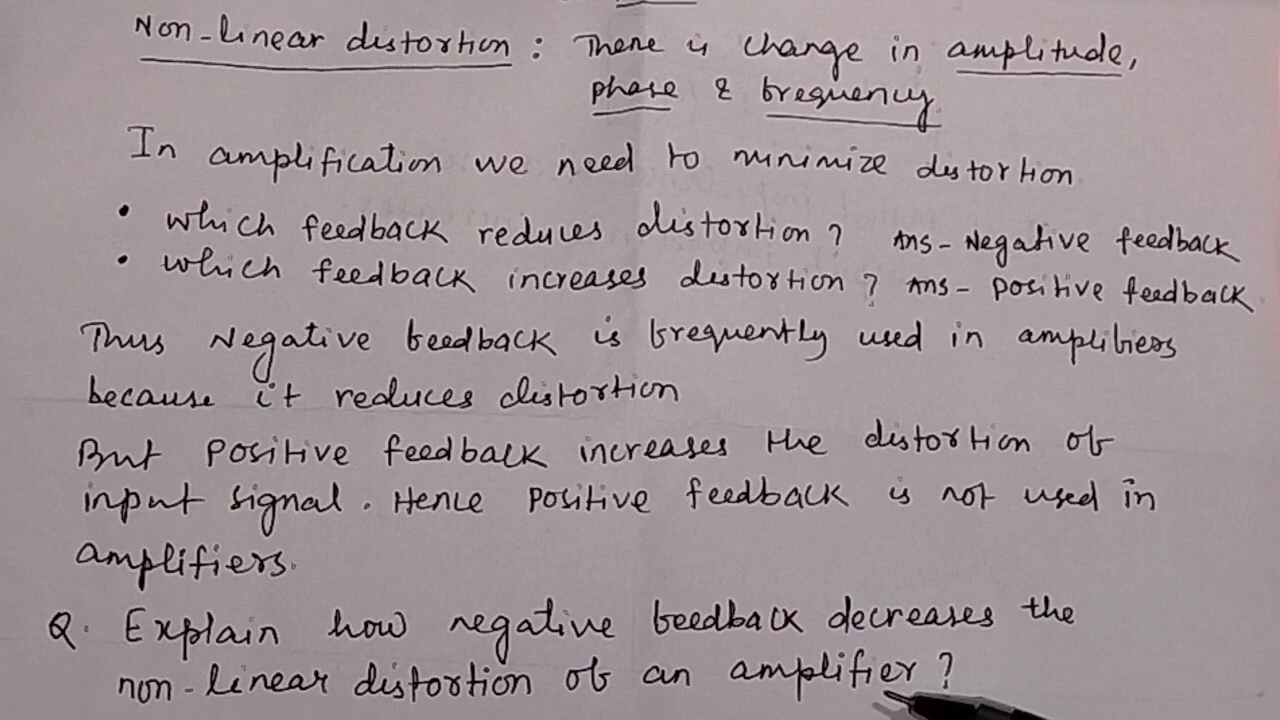 Non-linear distortion : There is change in amplitude,
phase & frequency.
In amplification we need to minimize distortion
• which feedback reduces distortion? Ans - Negative feedback
• which feedback increases distortion? Ans - positive feedback
Thus Negative feedback is frequently used in amplifiers
because it reduces distortion
But positive feedback increases the distortion of
input signal. Hence positive feedback is not used in
amplifiers.
Q. Explain how negative feedback decreases the
non-linear distortion of an amplifier?